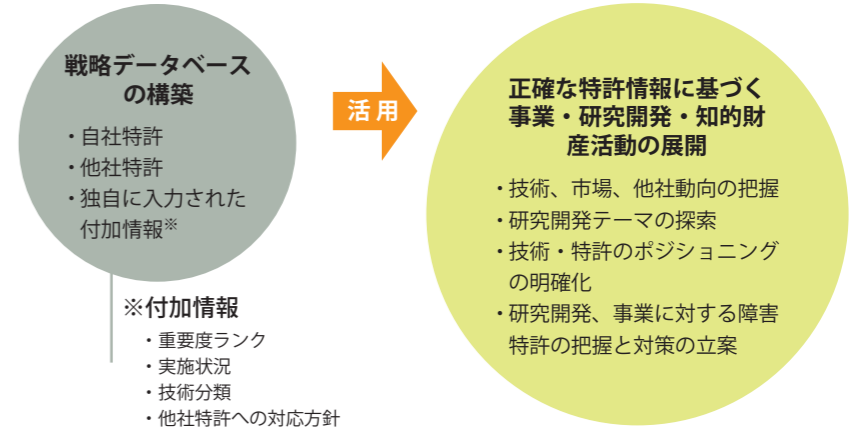 戦略データベース
の構築
・自社特許
・他社特許
・独自に入力された
付加情報※
※付加情報
・重要度ランク
・実施状況
・技術分類
・他社特許への対応方針
活用
正確な特許情報に基づく
事業・研究開発・知的財
産活動の展開
・技術、市場、他社動向の把握
・研究開発テーマの探索
・技術・特許のポジショニング
の明確化
・研究開発、事業に対する障害
特許の把握と対策の立案